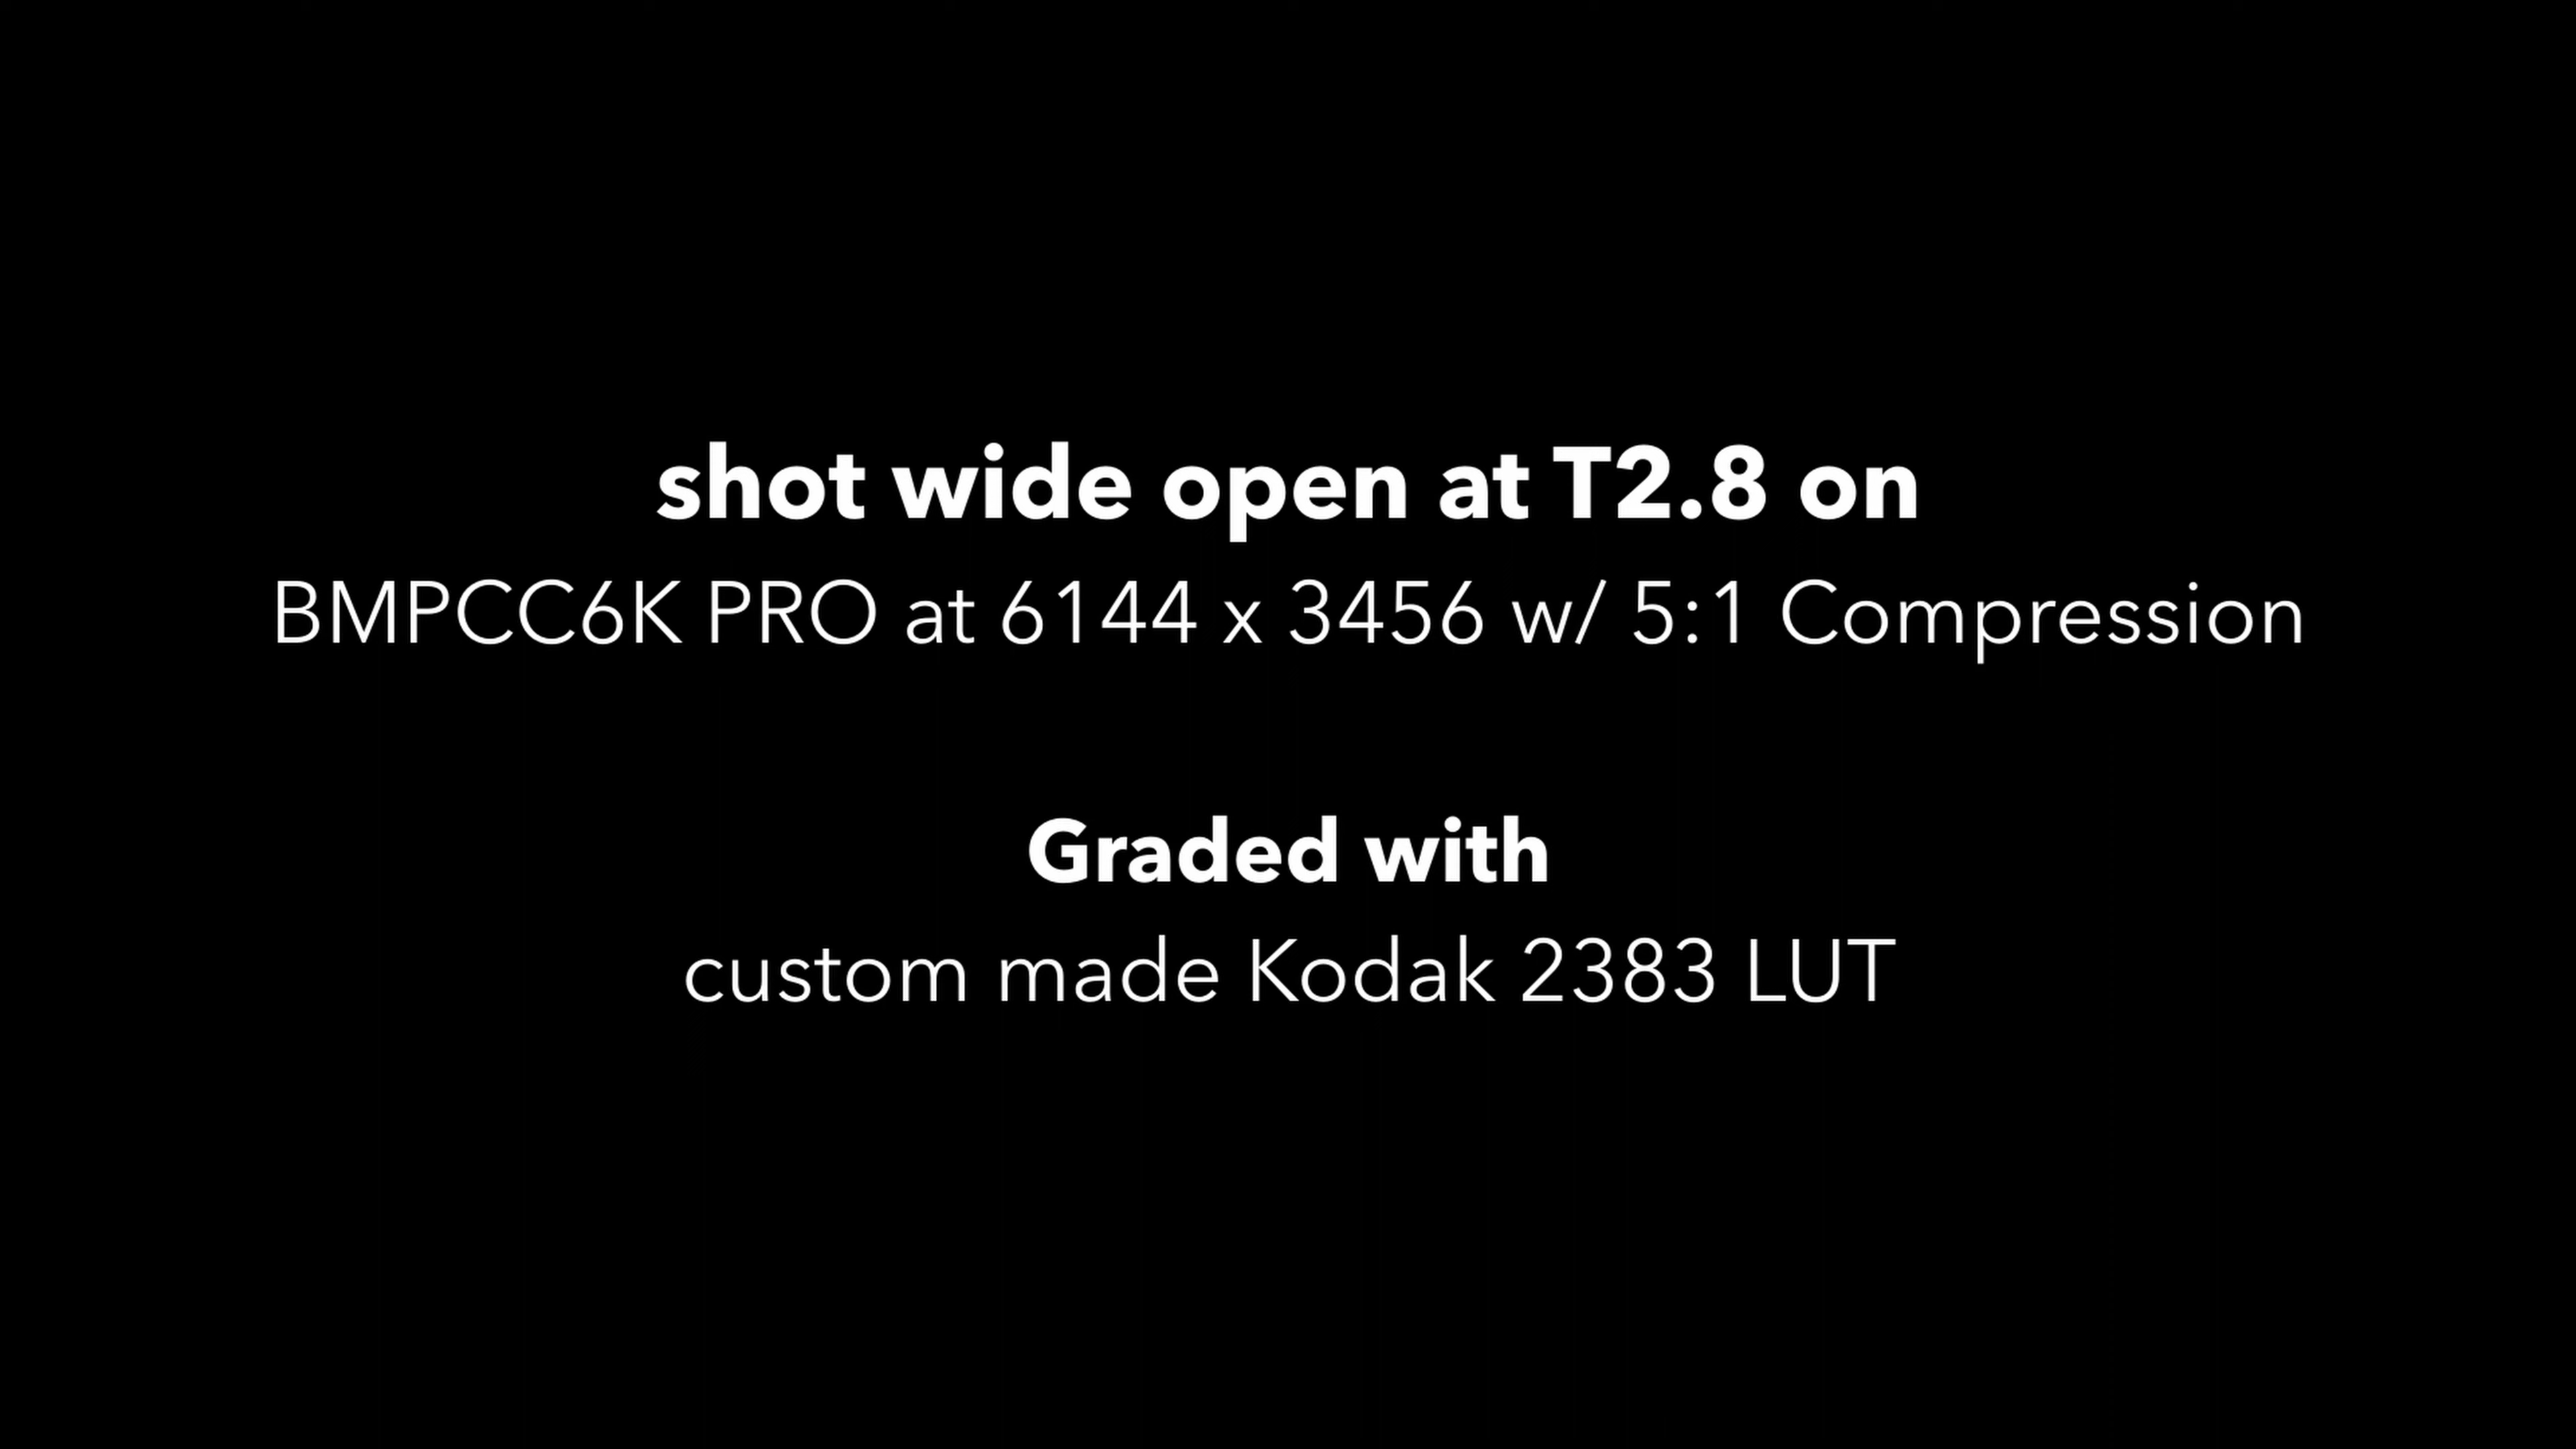 shot wide open at T2.8 on
BMPCC6K PRO at 6144 x 3456 w/ 5:1 Compression
Graded with
custom made Kodak 2383 LUT